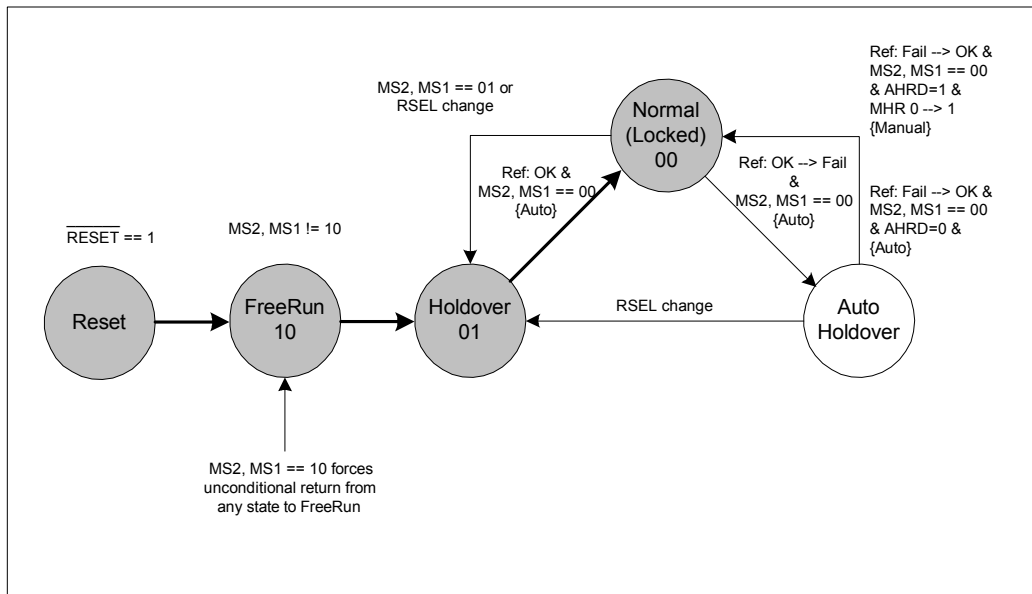 Ref: Fail --> OK &
MS2, MS1 == 00
& AHRD=1 &
MHR 0 --> 1
{Manual}
MS2, MS1 == 01 or
RSEL change
Normal
(Locked)
00
Ref: OK &
MS2, MS1 == 00
{Auto}
Ref: OK --> Fail
&
MS2, MS1 == 00
{Auto}
Ref: Fail --> OK &
MS2, MS1 == 00
& AHRD=0 &
{Auto}
RESET == 1
MS2, MS1 != 10
Reset
FreeRun
10
Holdover
01
RSEL change
Auto
Holdover
MS2, MS1 == 10 forces
unconditional return from
any state to FreeRun